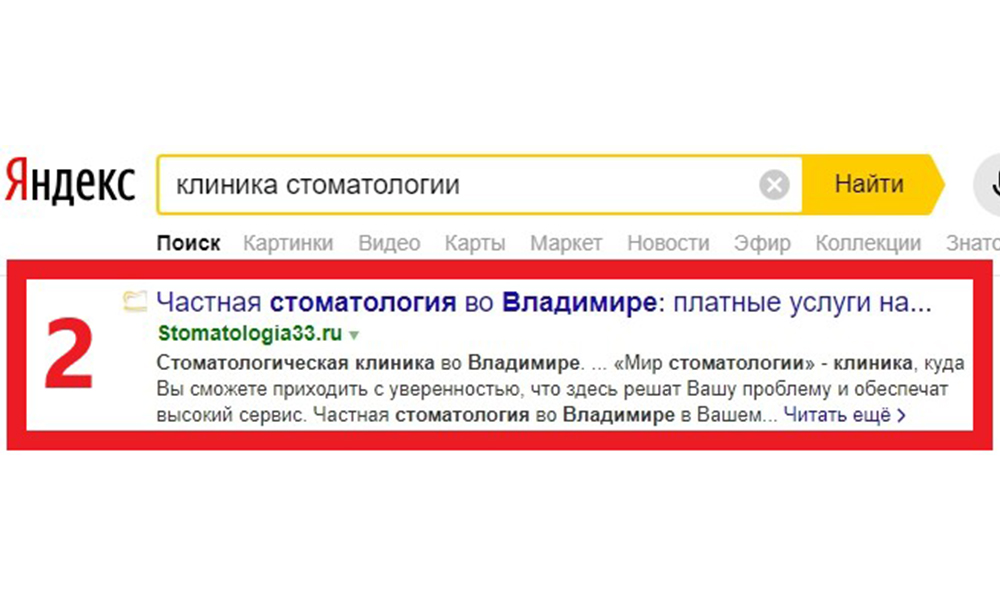 Яндекс
клиника стоматологии
Найти
Поиск Картинки Видео Карты Маркет Новости Эфир Коллекции
2
Частная стоматология во Владимире: платные услуги на...
Stomatologia33.ru
Стоматологическая клиника во Владимире. ... «Мир стоматологии» - клиника, куда
Вы сможете приходить с уверенностью, что здесь решат Вашу проблему и обеспечат
высокий сервис. Частная стоматология во Владимире в Вашем... Читать ещё >